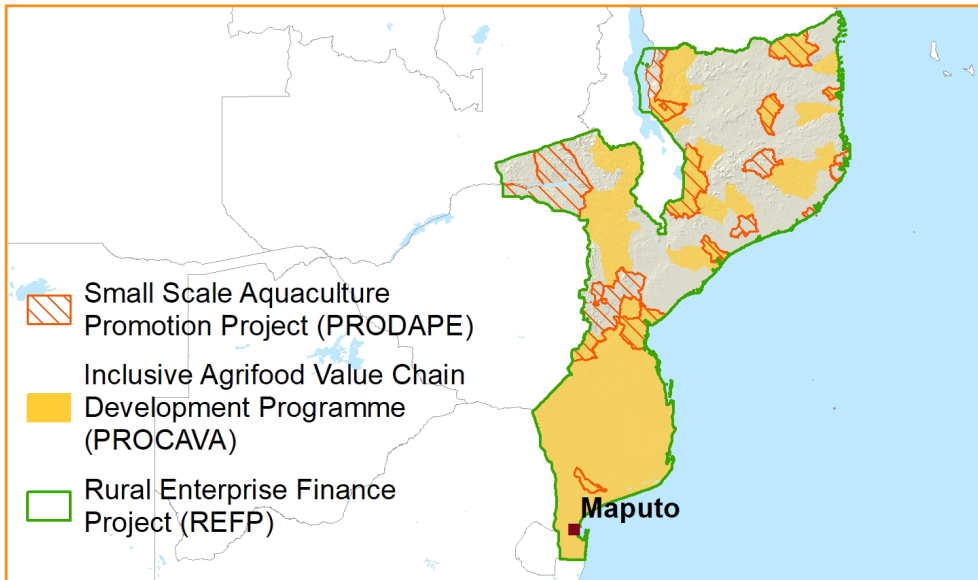 Small Scale Aquaculture
Promotion Project (PRODAPE)
Inclusive Agrifood Value Chain
Development Programme
(PROCAVA)
Rural Enterprise Finance
Project (REFP)
Maputo